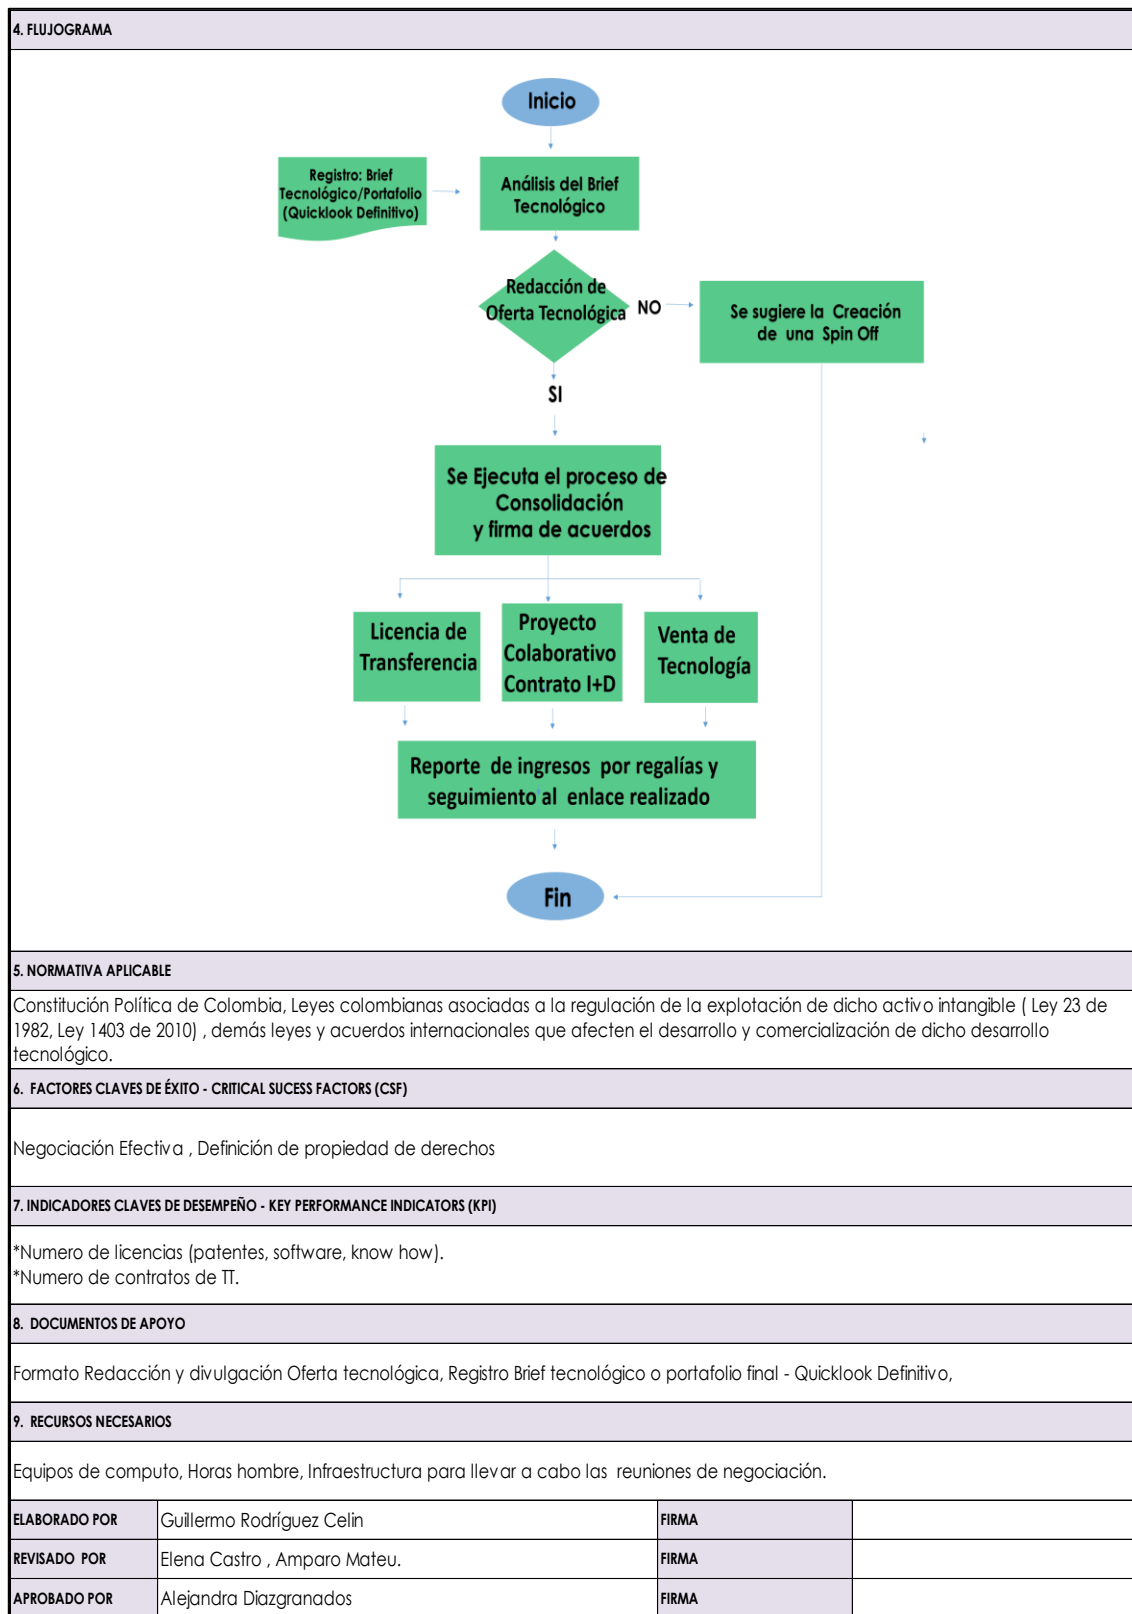 4. FLUJOGRAMA
Inicio
Registro: Brief
Tecnológico/Portafolio
(Quicklook Definitivo)
Análisis del Brief
Tecnológico
Redacción de
Oferta Tecnológica
NO
Se sugiere la Creación
de una Spin Off
SI
Se Ejecuta el proceso de
Consolidación
y firma de acuerdos
Licencia de
Transferencia
Proyecto
Colaborativo
Contrato I+D
Venta de
Tecnología
Reporte de ingresos por regalías y
seguimiento al enlace realizado
Fin
5. NORMATIVA APLICABLE
Constitución Política de Colombia, Leyes colombianas asociadas a la regulación de la explotación de dicho activo intangible ( Ley 23 de
1982, Ley 1403 de 2010) , demás leyes y acuerdos internacionales que afecten el desarrollo y comercialización de dicho desarrollo
tecnológico.
6. FACTORES CLAVES DE ÉXITO - CRITICAL SUCESS FACTORS (CSF)
Negociación Efectiva , Definición de propiedad de derechos
7. INDICADORES CLAVES DE DESEMPEÑO - KEY PERFORMANCE INDICATORS (KPI)
*Numero de licencias (patentes, software, know how).
*Numero de contratos de TT.
8. DOCUMENTOS DE APOYO
Formato Redacción y divulgación Oferta tecnológica, Registro Brief tecnológico o portafolio final - Quicklook Definitivo,
9. RECURSOS NECESARIOS
Equipos de computo, Horas hombre, Infraestructura para llevar a cabo las reuniones de negociación.
ELABORADO POR Guillermo Rodríguez Celin FIRMA
REVISADO POR Elena Castro , Amparo Mateu. FIRMA
APROBADO POR Alejandra Diazgranados FIRMA